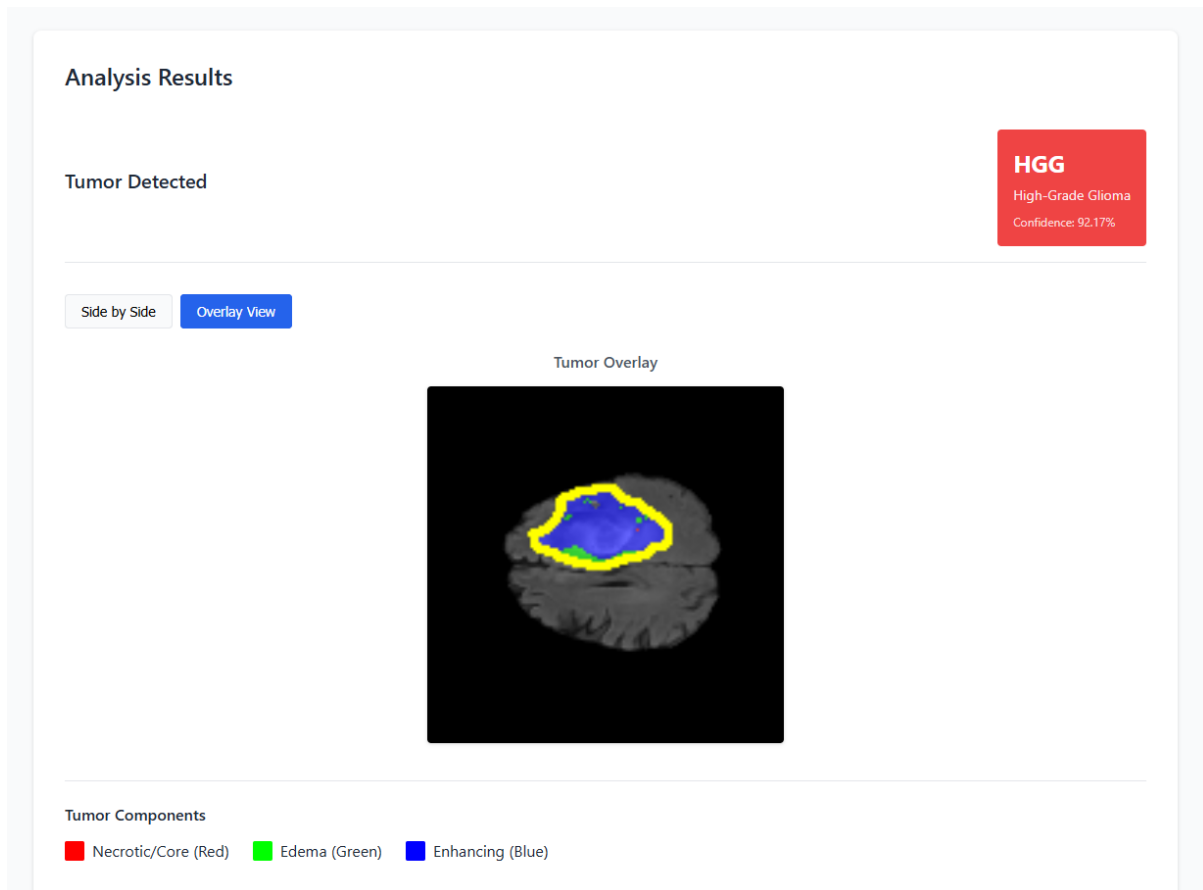 Analysis Results
Tumor Detected
HGG
High-Grade Glioma
Confidence: 92.17%
Side by Side
Overlay View
Tumor Overlay
Tumor Components
Necrotic/Core (Red)
Edema (Green)
Enhancing (Blue)